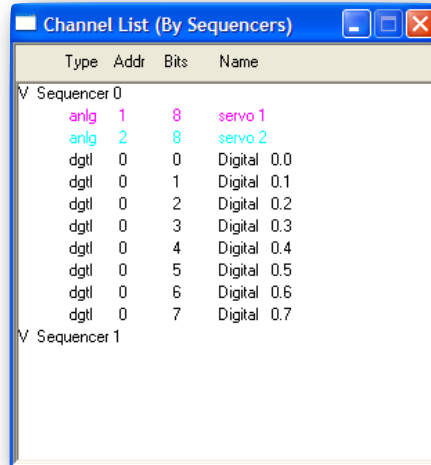 Channel List (By Sequencers)
Type Addr Bits Name
V Sequencer 0
anlg 1 8 servo 1
anlg 2 8 servo 2
dgtl 0 0 Digital 0.0
dgtl 0 1 Digital 0.1
dgtl 0 2 Digital 0.2
dgtl 0 3 Digital 0.3
dgtl 0 4 Digital 0.4
dgtl 0 5 Digital 0.5
dgtl 0 6 Digital 0.6
dgtl 0 7 Digital 0.7
V Sequencer 1